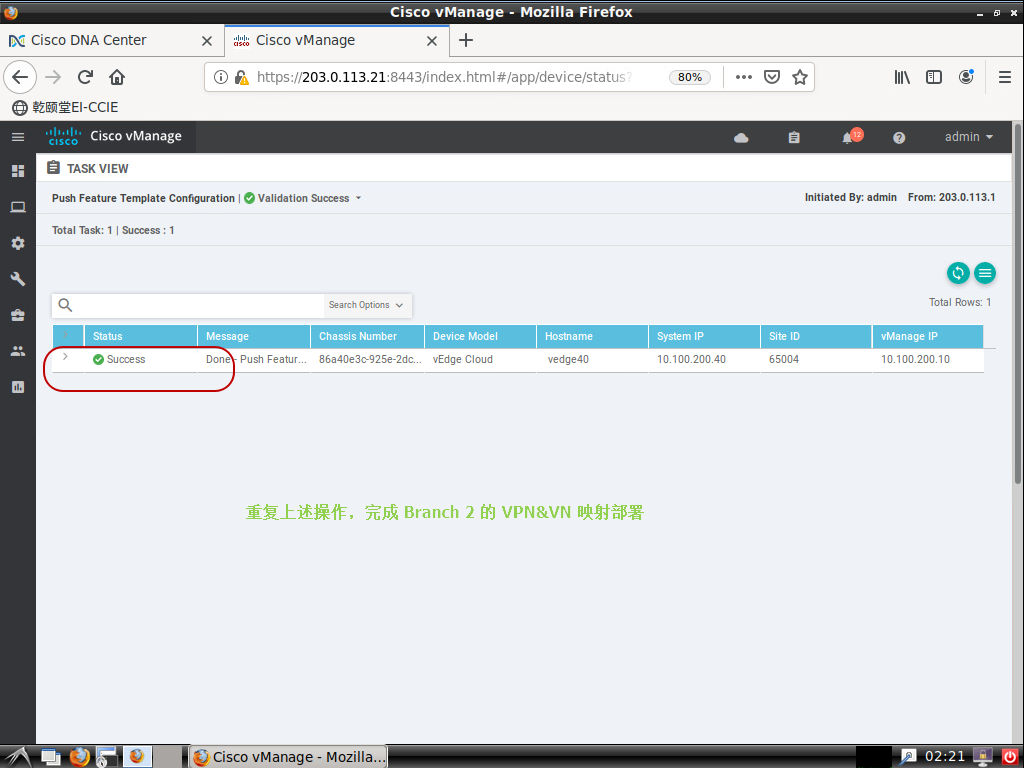 Cisco vManage - Mozilla Firefox
Cisco DNA Center
Cisco vManage
https://203.0.113.21:8443/index.html#/app/device/status?
80%
乾颐堂EI-CCIE
cisco Cisco vManage
12
admin
TASK VIEW
Push Feature Template Configuration | Validation Success
Initiated By: admin From: 203.0.113.1
Total Task: 1 | Success : 1
Search Options
Total Rows: 1
Status Message Chassis Number Device Model Hostname System IP Site ID vManage IP
Success Done - Push Featur... 86a40e3c-925e-2dc... vEdge Cloud vedge40 10.100.200.40 65004 10.100.200.10
重复上述操作，完成 Branch 2 的 VPN&VN 映射部署
Cisco vManage - Mozilla...
02:21